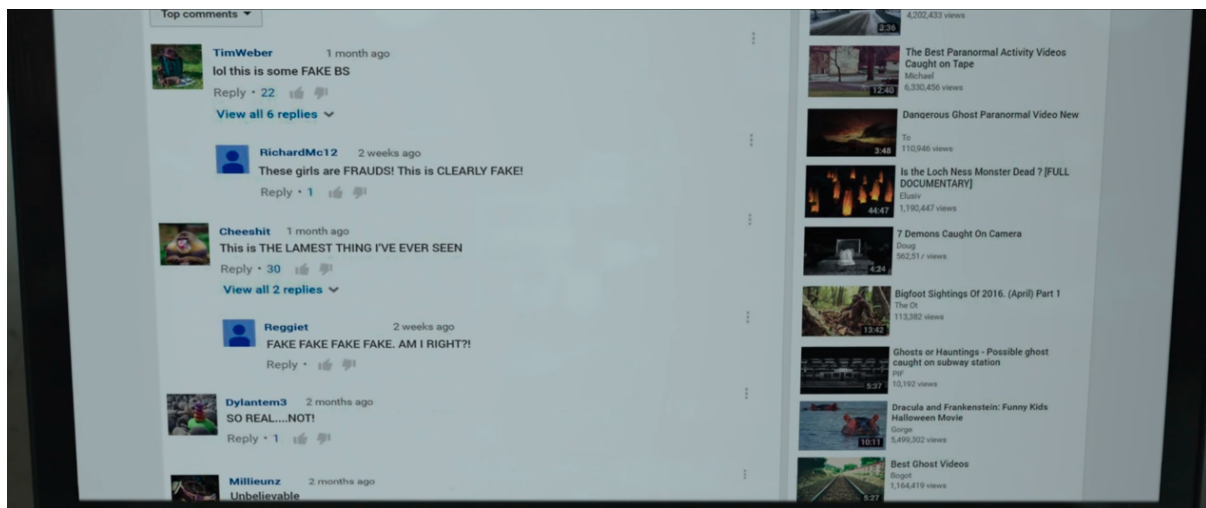 Top comments
TimWeber 1 month ago
lol this is some FAKE BS
Reply • 22
View all 6 replies
RichardMc12 2 weeks ago
These girls are FRAUDS! This is CLEARLY FAKE!
Reply • 1
Cheeshit 1 month ago
This is THE LAMEST THING I'VE EVER SEEN
Reply • 30
View all 2 replies
Reggiet 2 weeks ago
FAKE FAKE FAKE FAKE. AM I RIGHT?!
Reply •
Dylantem3 2 months ago
SO REAL....NOT!
Reply • 1
Millieunz 2 months ago
Unbelievable
4,202,433 views
3:36
The Best Paranormal Activity Videos
Caught on Tape
Michael
6,330,456 views
12:40
Dangerous Ghost Paranormal Video New
To
110,946 views
3:48
Is the Loch Ness Monster Dead ? [FULL
DOCUMENTARY]
Elusiv
1,190,447 views
44:47
7 Demons Caught On Camera
Doug
562,517 views
4:24
Bigfoot Sightings Of 2016. (April) Part 1
The Ot
113,382 views
13:42
Ghosts or Hauntings - Possible ghost
caught on subway station
PIF
10,192 views
5:37
Dracula and Frankenstein: Funny Kids
Halloween Movie
Gorge
5,499,302 views
10:11
Best Ghost Videos
Bogot
1,164,419 views
5:27